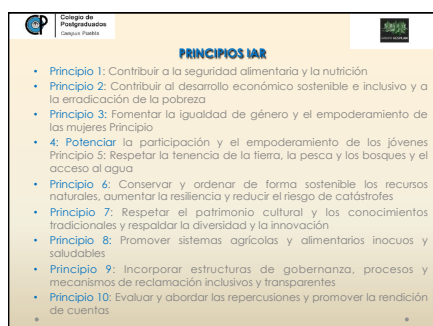 Colegio de
Postgraduados
Campus Puebla
PRINCIPIOS IAR
• Principio 1: Contribuir a la seguridad alimentaria y la nutrición
• Principio 2: Contribuir al desarrollo económico sostenible e inclusivo y a
la erradicación de la pobreza
• Principio 3: Fomentar la igualdad de género y el empoderamiento de
las mujeres Principio
• 4: Potenciar la participación y el empoderamiento de los jóvenes
Principio 5: Respetar la tenencia de la tierra, la pesca y los bosques y el
acceso al agua
• Principio 6: Conservar y ordenar de forma sostenible los recursos
naturales, aumentar la resiliencia y reducir el riesgo de catástrofes
• Principio 7: Respetar el patrimonio cultural y los conocimientos
tradicionales y respaldar la diversidad y la innovación
• Principio 8: Promover sistemas agrícolas y alimentarios inocuos y
saludables
• Principio 9: Incorporar estructuras de gobernanza, procesos y
mecanismos de reclamación inclusivos y transparentes
• Principio 10: Evaluar y abordar las repercusiones y promover la rendición
de cuentas